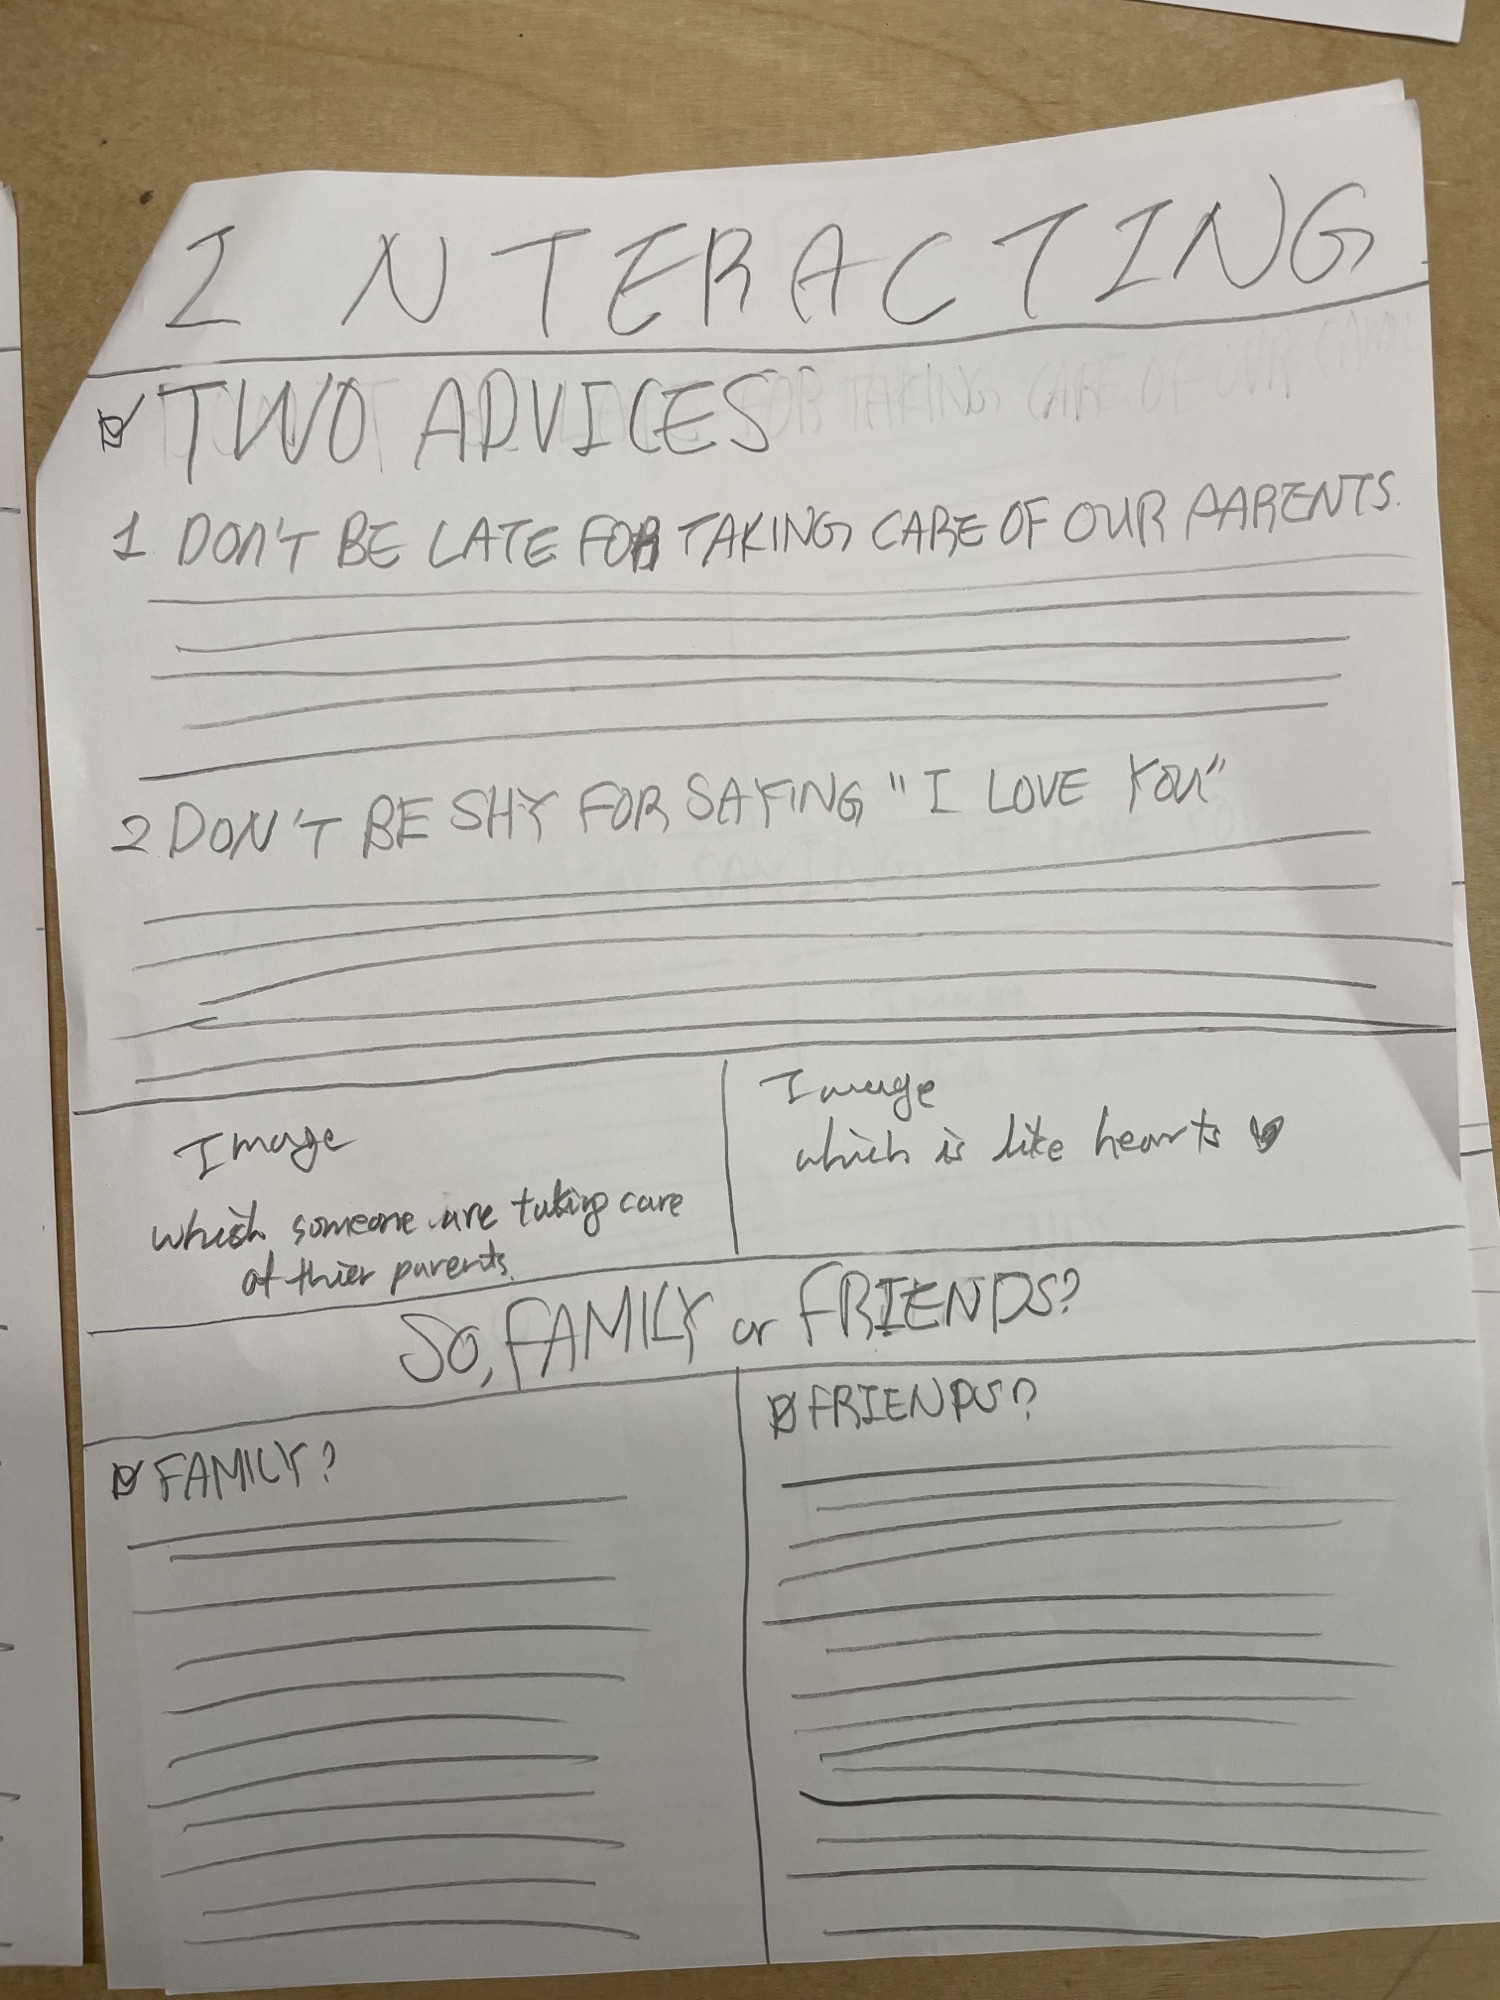 INTERACTING
TWO ADVICES
1 DON'T BE LATE FOR TAKING CARE OF OUR PARENTS.
2 DON'T BE SHY FOR SAYING "I LOVE YOU"
Image
which someone are taking care
of thier parents.
Image
which is like hearts
SO, FAMILY or FRIENDS?
FAMILY?
FRIENDS?